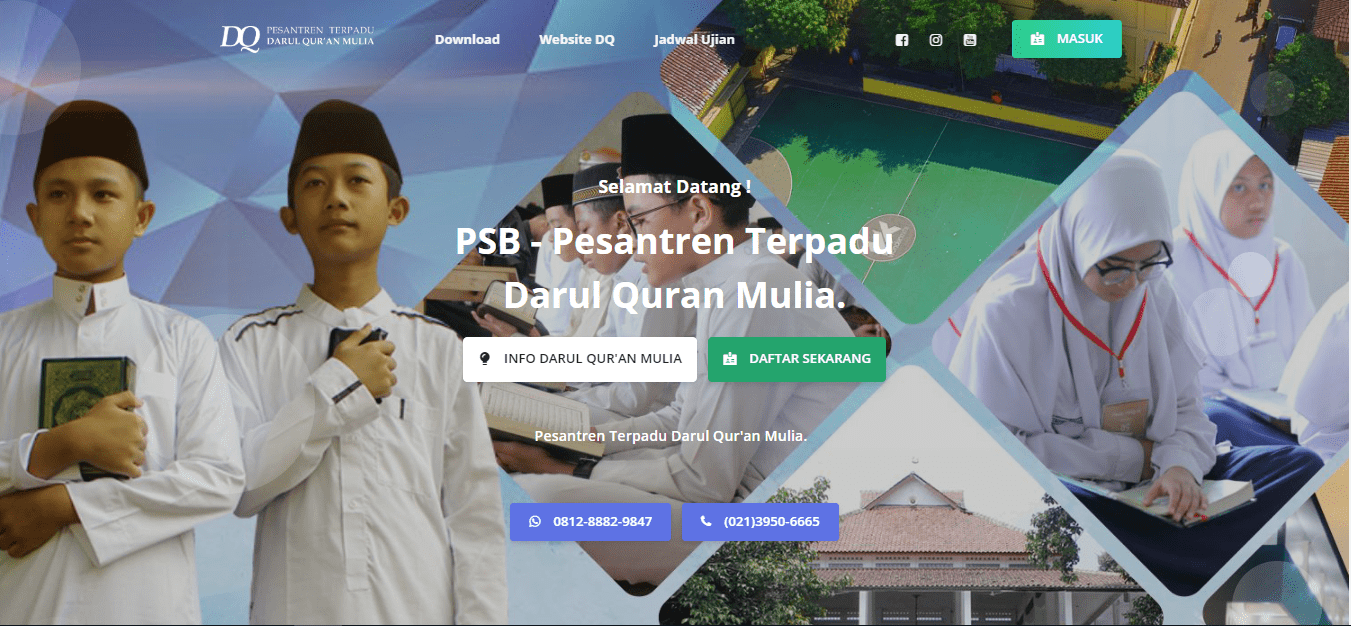 DQ PESANTREN TERPADU
DARUL QUR'AN MULIA
Download
Website DQ
Jadwal Ujian
MASUK
Selamat Datang !
PSB - Pesantren Terpadu
Darul Quran Mulia.
INFO DARUL QUR'AN MULIA
DAFTAR SEKARANG
Pesantren Terpadu Darul Qur'an Mulia.
0812-8882-9847
(021)3950-6665